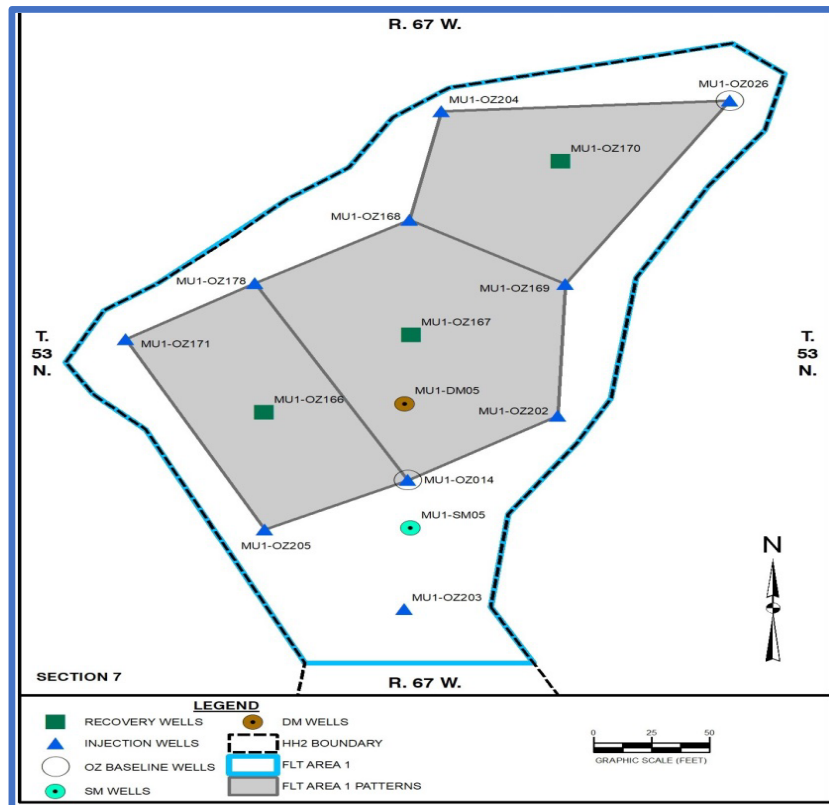 R. 67 W.
MU1-OZ026
MU1-OZ204
MU1-OZ170
MU1-OZ168
MU1-OZ178
MU1-OZ169
T.
53
N.
T.
53
N.
MU1-OZ167
MU1-OZ171
MU1-DM05
MU1-OZ166
MU1-OZ202
MU1-OZ014
MU1-SM05
MU1-OZ205
N
MU1-OZ203
SECTION 7
R. 67 W.
LEGEND
RECOVERY WELLS
DM WELLS
INJECTION WELLS
HH2 BOUNDARY
OZ BASELINE WELLS
FLT AREA 1
SM WELLS
FLT AREA 1 PATTERNS
0 25 50
GRAPHIC SCALE (FEET)